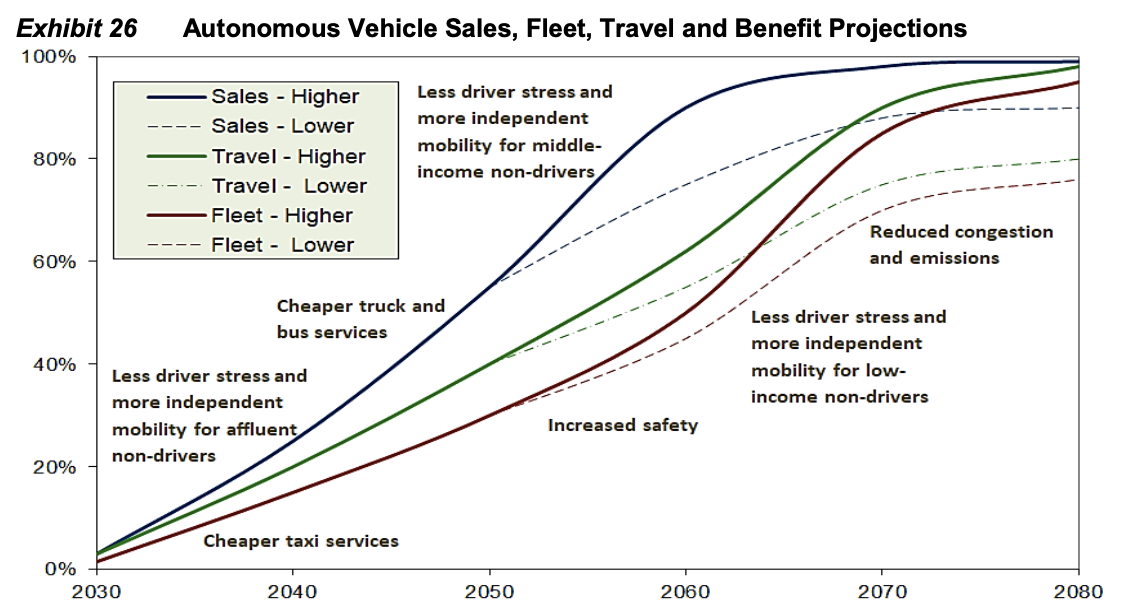 Exhibit 26 Autonomous Vehicle Sales, Fleet, Travel and Benefit Projections
100%
80%
60%
40%
20%
0%
Sales - Higher
Sales - Lower
Travel - Higher
Travel - Lower
Fleet - Higher
Fleet - Lower
Less driver stress and
more independent
mobility for middle-
income non-drivers
Cheaper truck and
bus services
Less driver stress and
more independent
mobility for affluent
non-drivers
Cheaper taxi services
Reduced congestion
and emissions
Less driver stress and
more independent
mobility for low-
income non-drivers
Increased safety
2030 2040 2050 2060 2070 2080